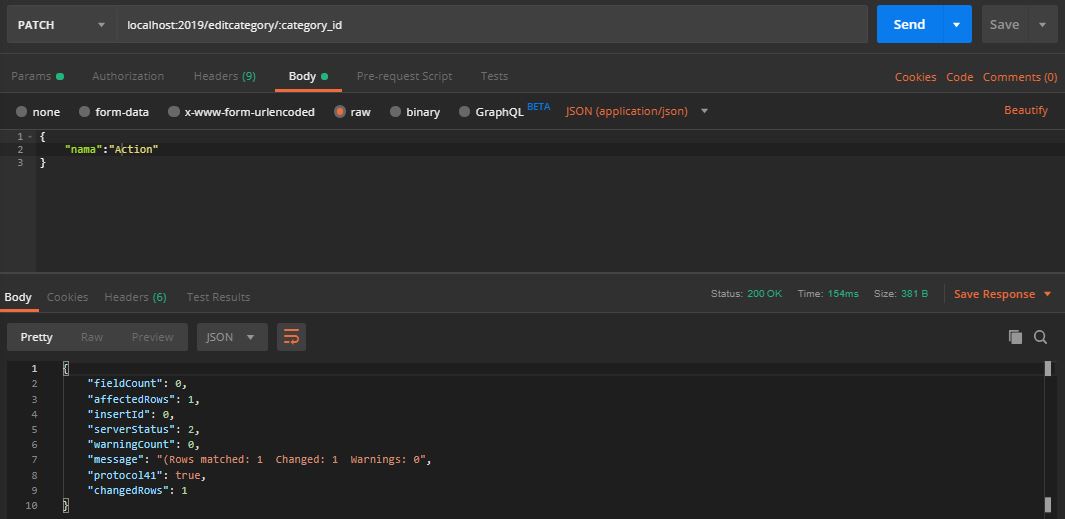 PATCH localhost:2019/editcategory/:category_id Send Save
Params Authorization Headers (9) Body Pre-request Script Tests Cookies Code Comments (0)
none form-data x-www-form-urlencoded raw binary GraphQL BETA JSON (application/json) Beautify
1 {
2 "nama":"Action"
3 }
Body Cookies Headers (6) Test Results Status: 200 OK Time: 154ms Size: 381 B Save Response
Pretty Raw Preview JSON
1 {
2 "fieldCount": 0,
3 "affectedRows": 1,
4 "insertId": 0,
5 "serverStatus": 2,
6 "warningCount": 0,
7 "message": "(Rows matched: 1  Changed: 1  Warnings: 0",
8 "protocol41": true,
9 "changedRows": 1
10 }